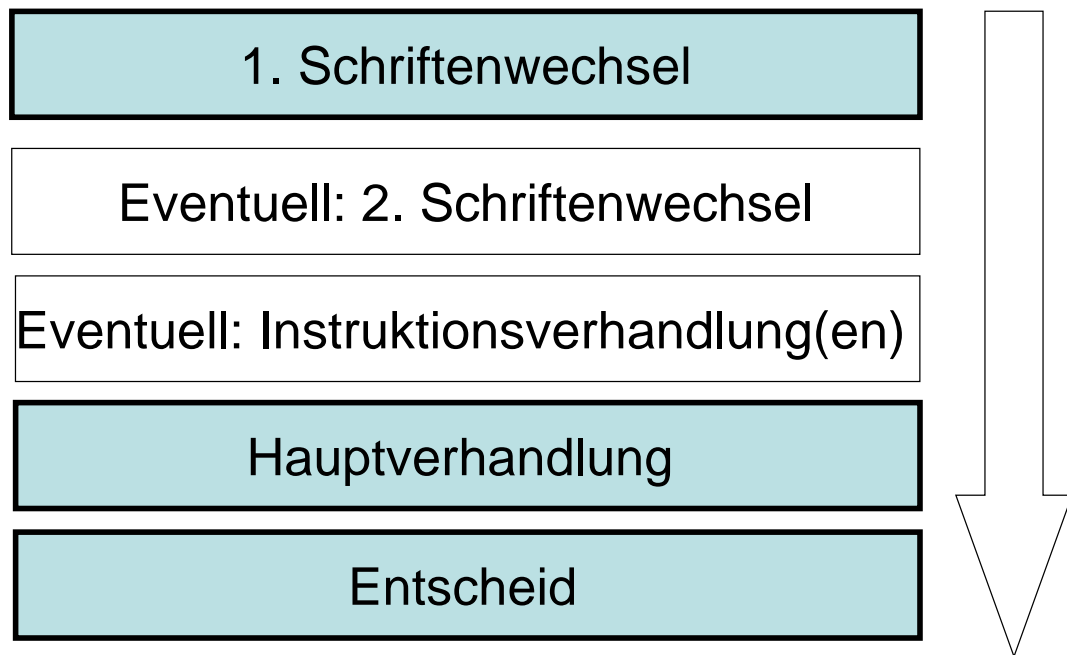 1. Schriftenwechsel
Eventuell: 2. Schriftenwechsel
Eventuell: Instruktionsverhandlung(en)
Hauptverhandlung
Entscheid